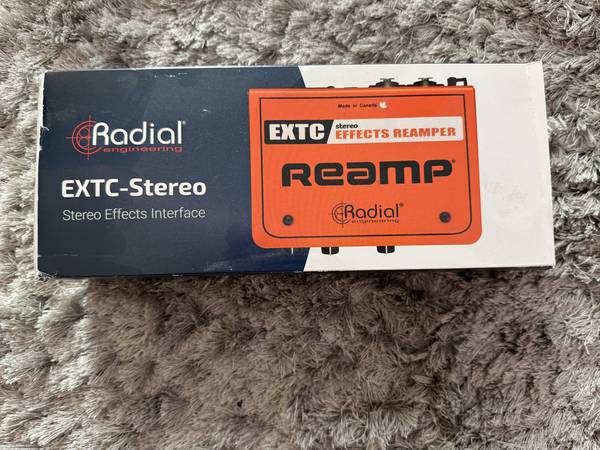 Radial®
engineering
EXTC-Stereo
Stereo Effects Interface
Made in Canada
EXTC stereo EFFECTS REAMPER
Reamp®
Radial®
engineering